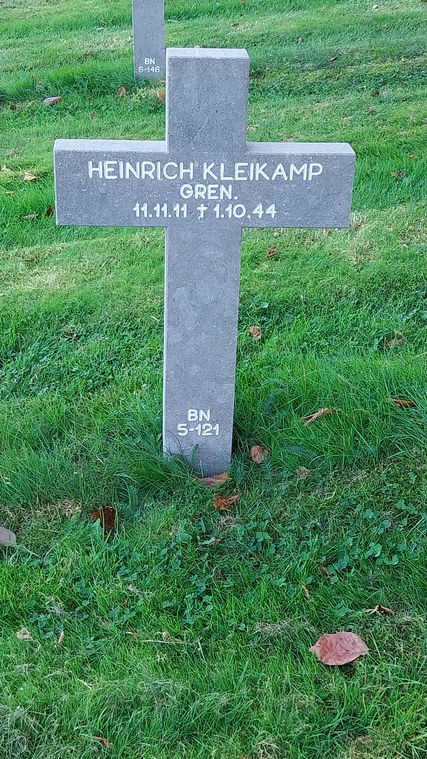 BN
6-146
HEINRICH KLEIKAMP
GREN.
11.11.11 ✝ 1.10.44
BN
5-121